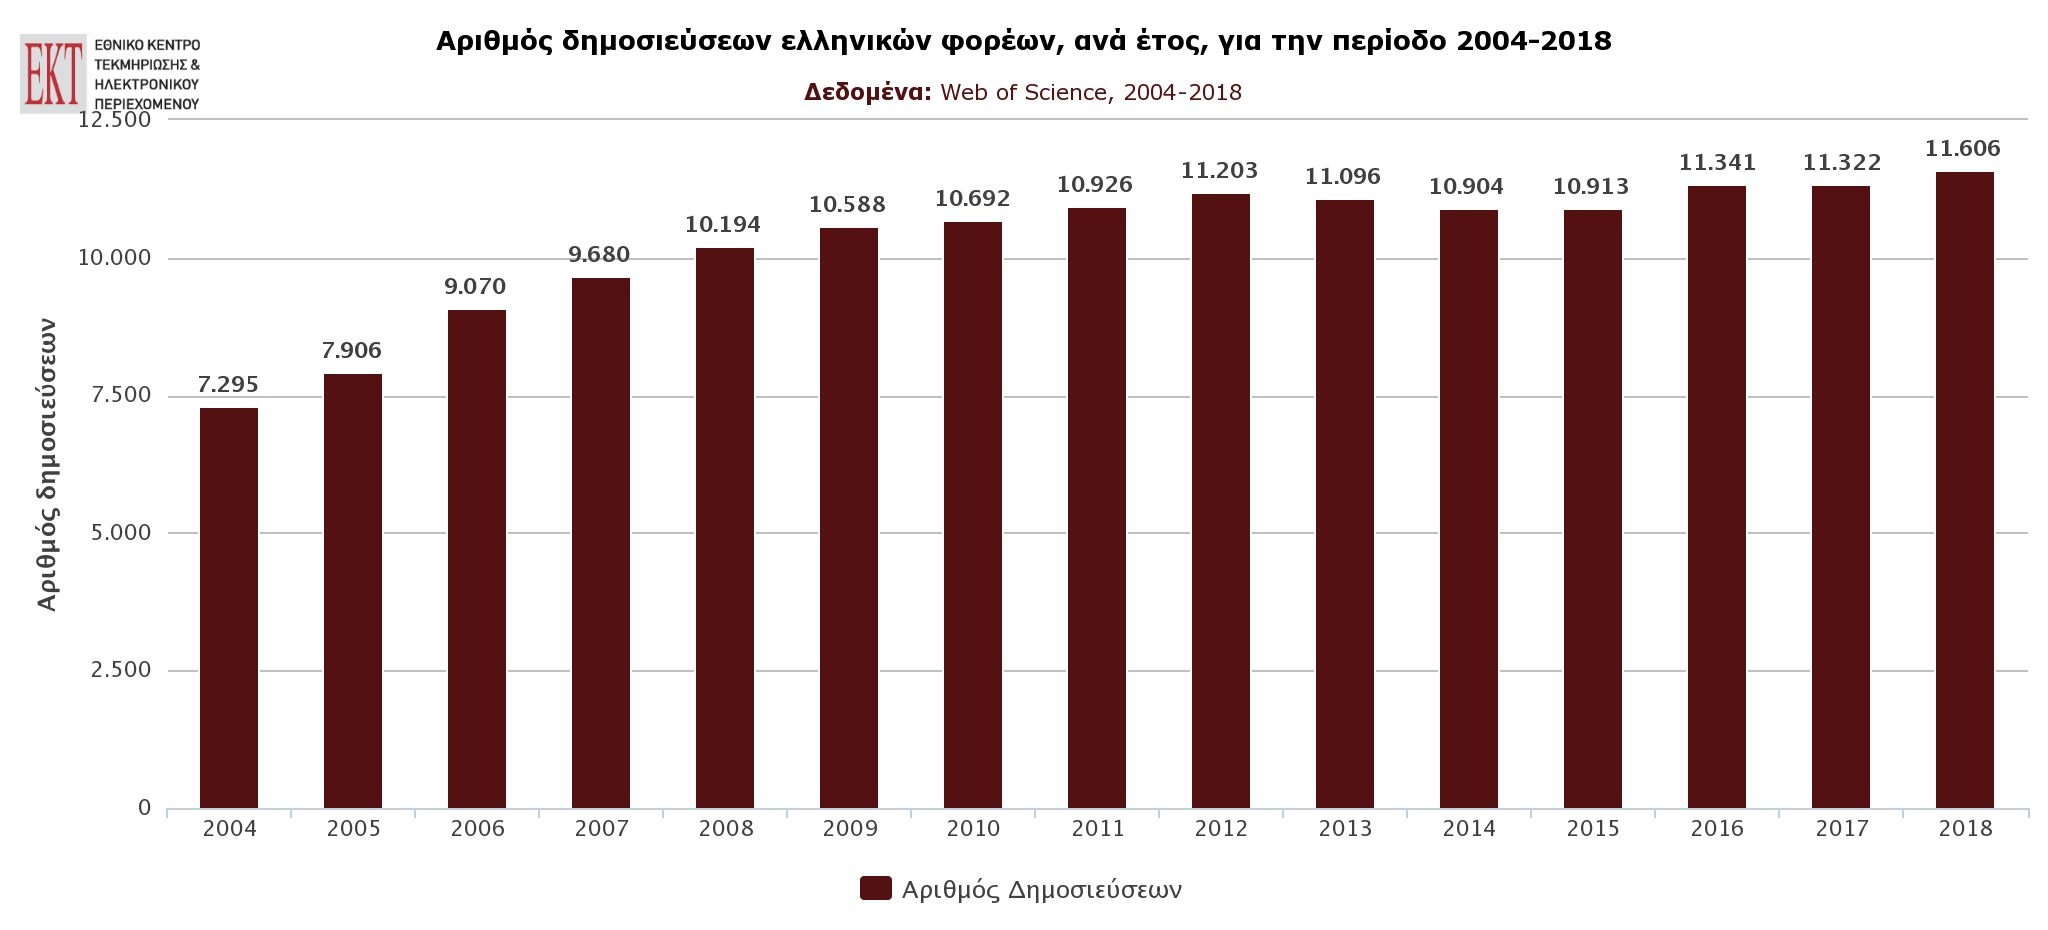 Αριθμός δημοσιεύσεων ελληνικών φορέων, ανά έτος, για την περίοδο 2004-2018
Δεδομένα: Web of Science, 2004-2018
ΕΚΤ
ΕΘΝΙΚΟ ΚΕΝΤΡΟ
ΤΕΚΜΗΡΙΩΣΗΣ &
ΗΛΕΚΤΡΟΝΙΚΟΥ
ΠΕΡΙΕΧΟΜΕΝΟΥ
Αριθμός δημοσιεύσεων
12.500
10.000
7.500
5.000
2.500
0
7.295
7.906
9.070
9.680
10.194
10.588
10.692
10.926
11.203
11.096
10.904
10.913
11.341
11.322
11.606
2004 2005 2006 2007 2008 2009 2010 2011 2012 2013 2014 2015 2016 2017 2018
Αριθμός Δημοσιεύσεων